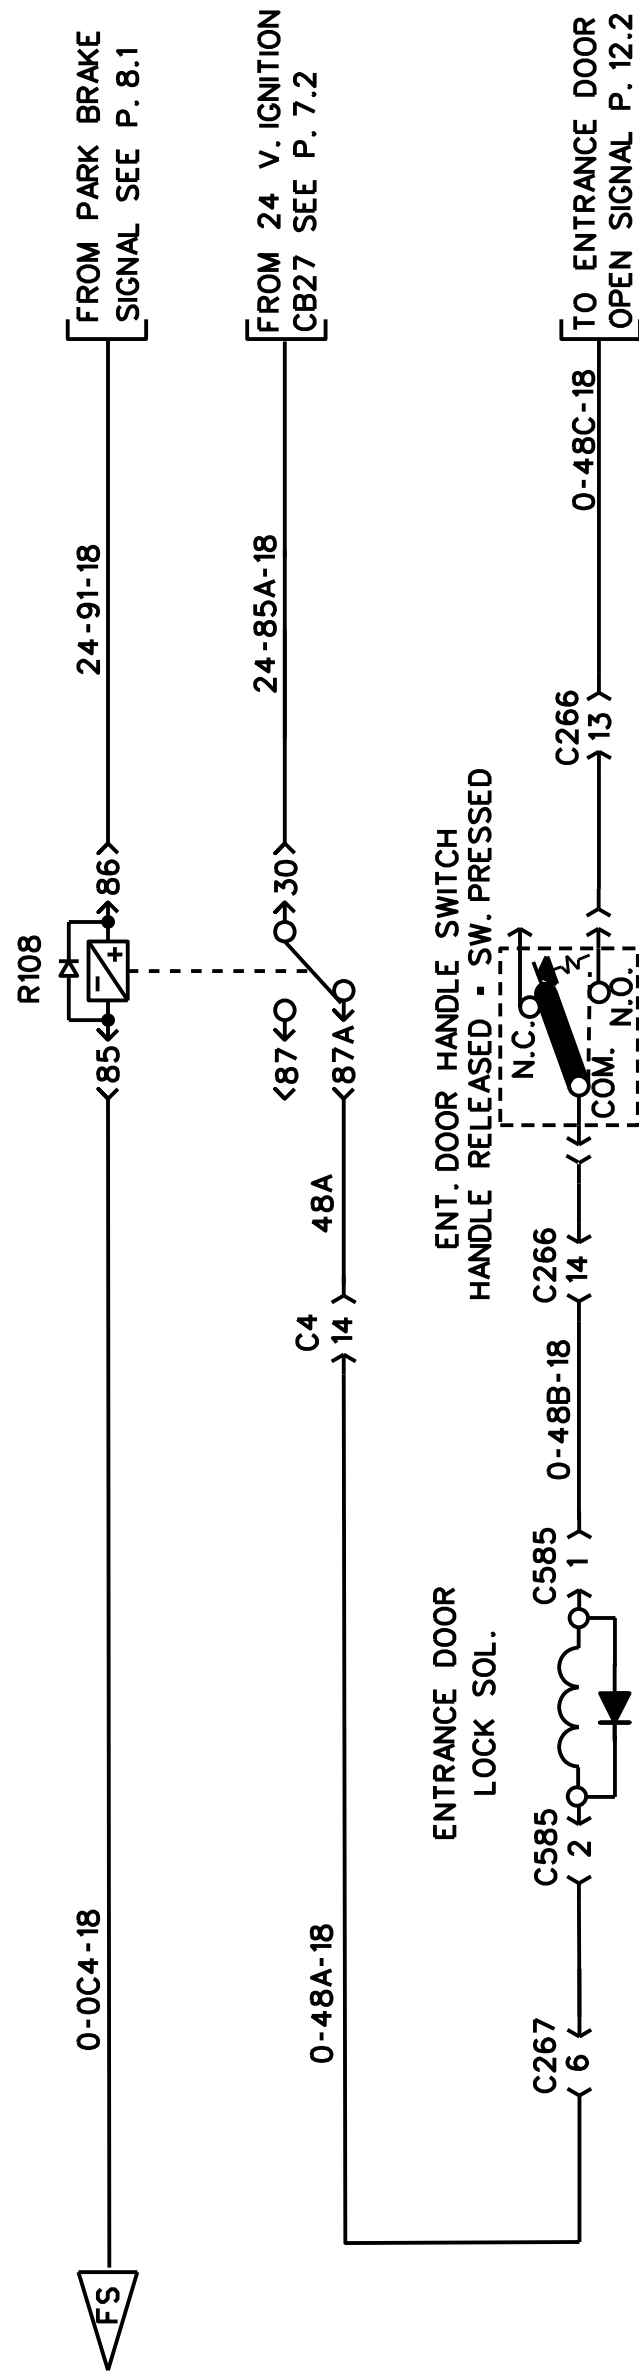 FROM PARK BRAKE
SIGNAL SEE P. 8.1
24-91-18
R108
86
85
+
-
0-0C4-18
FS
FROM 24 V. IGNITION
CB27 SEE P. 7.2
24-85A-18
30
87
87A
48A
C4
14
0-48A-18
ENT. DOOR HANDLE SWITCH
HANDLE RELEASED - SW. PRESSED
TO ENTRANCE DOOR
OPEN SIGNAL P. 12.2
0-48C-18
C266
13
N.C.
COM.
N.O.
C266
14
0-48B-18
C585
1
ENTRANCE DOOR
LOCK SOL.
C585
2
C267
6